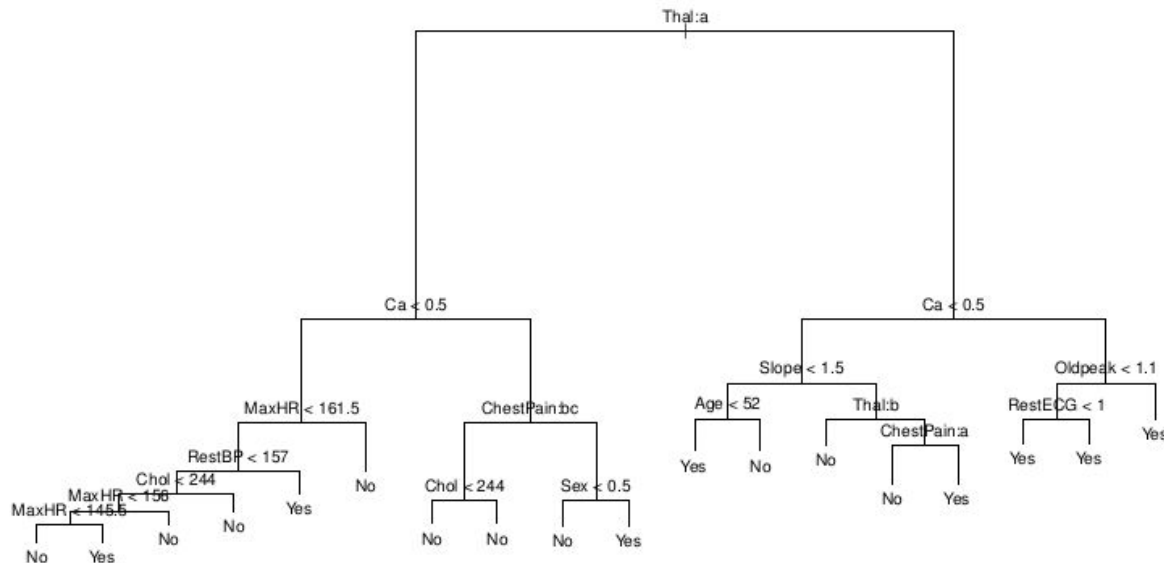 Thal:a
Ca < 0.5
Ca < 0.5
Slope < 1.5
Oldpeak < 1.1
MaxHR < 161.5
ChestPain:bc
Age < 52
Thal:b
RestECG < 1
ChestPain:a
Yes
RestBP < 157
Yes
No
No
Yes
Yes
Chol < 244
No
Chol < 244
Sex < 0.5
No
Yes
MaxHR < 156
Yes
MaxHR < 145.5
No
No
No
No
No
Yes
No
Yes